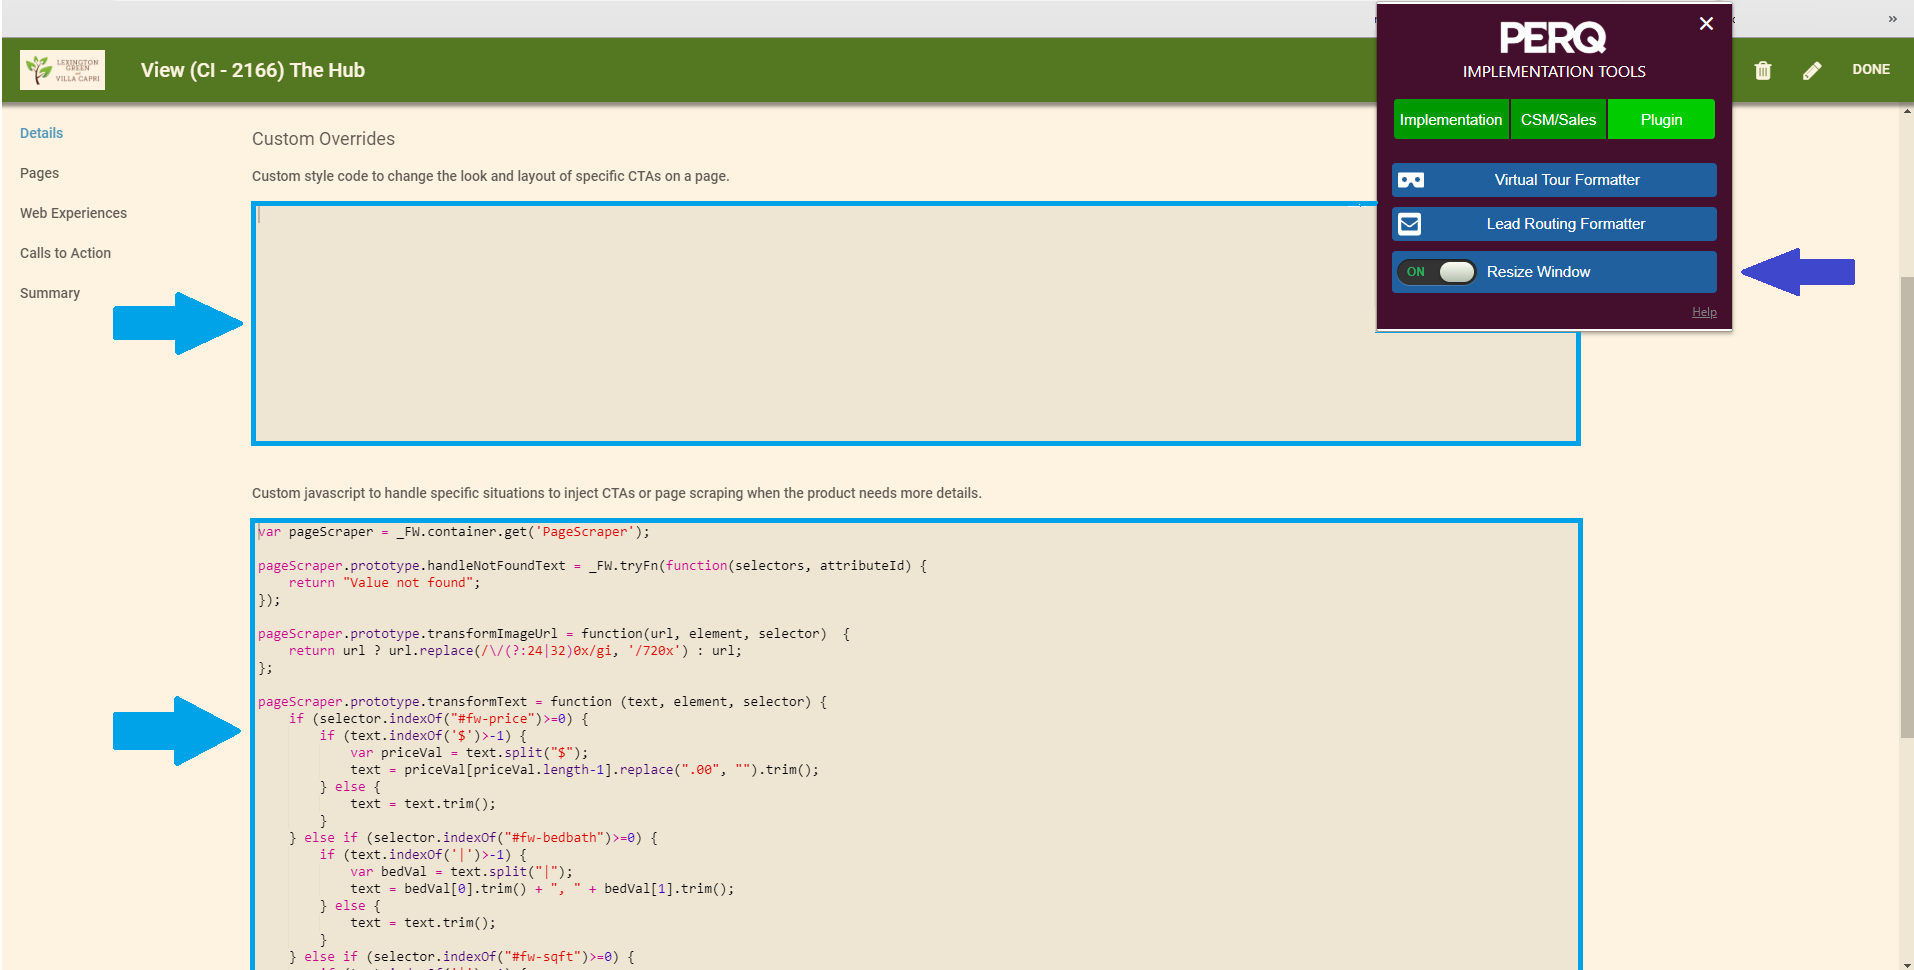 »
PERQ
IMPLEMENTATION TOOLS
Implementation CSM/Sales Plugin
Virtual Tour Formatter
Lead Routing Formatter
ON Resize Window
Help
LEXINGTON
GREEN
VILLA CAPRI
View (CI - 2166) The Hub
DONE
Details
Pages
Web Experiences
Calls to Action
Summary
Custom Overrides
Custom style code to change the look and layout of specific CTAs on a page.
Custom javascript to handle specific situations to inject CTAs or page scraping when the product needs more details.
var pageScraper = _FW.container.get('PageScraper');
pageScraper.prototype.handleNotFoundText = _FW.tryFn(function(selectors, attributeId) {
    return "Value not found";
});
pageScraper.prototype.transformImageUrl = function(url, element, selector)  {
    return url ? url.replace(/\/(?:24|32)0x/gi, '/720x') : url;
};
pageScraper.prototype.transformText = function (text, element, selector) {
    if (selector.indexOf("#fw-price")>=0) {
        if (text.indexOf('$')>-1) {
            var priceVal = text.split("$");
            text = priceVal[priceVal.length-1].replace(".00", "").trim();
        } else {
            text = text.trim();
        }
    } else if (selector.indexOf("#fw-bedbath")>=0) {
        if (text.indexOf('|')>-1) {
            var bedVal = text.split("|");
            text = bedVal[0].trim() + ", " + bedVal[1].trim();
        } else {
            text = text.trim();
        }
    } else if (selector.indexOf("#fw-sqft")>=0) {